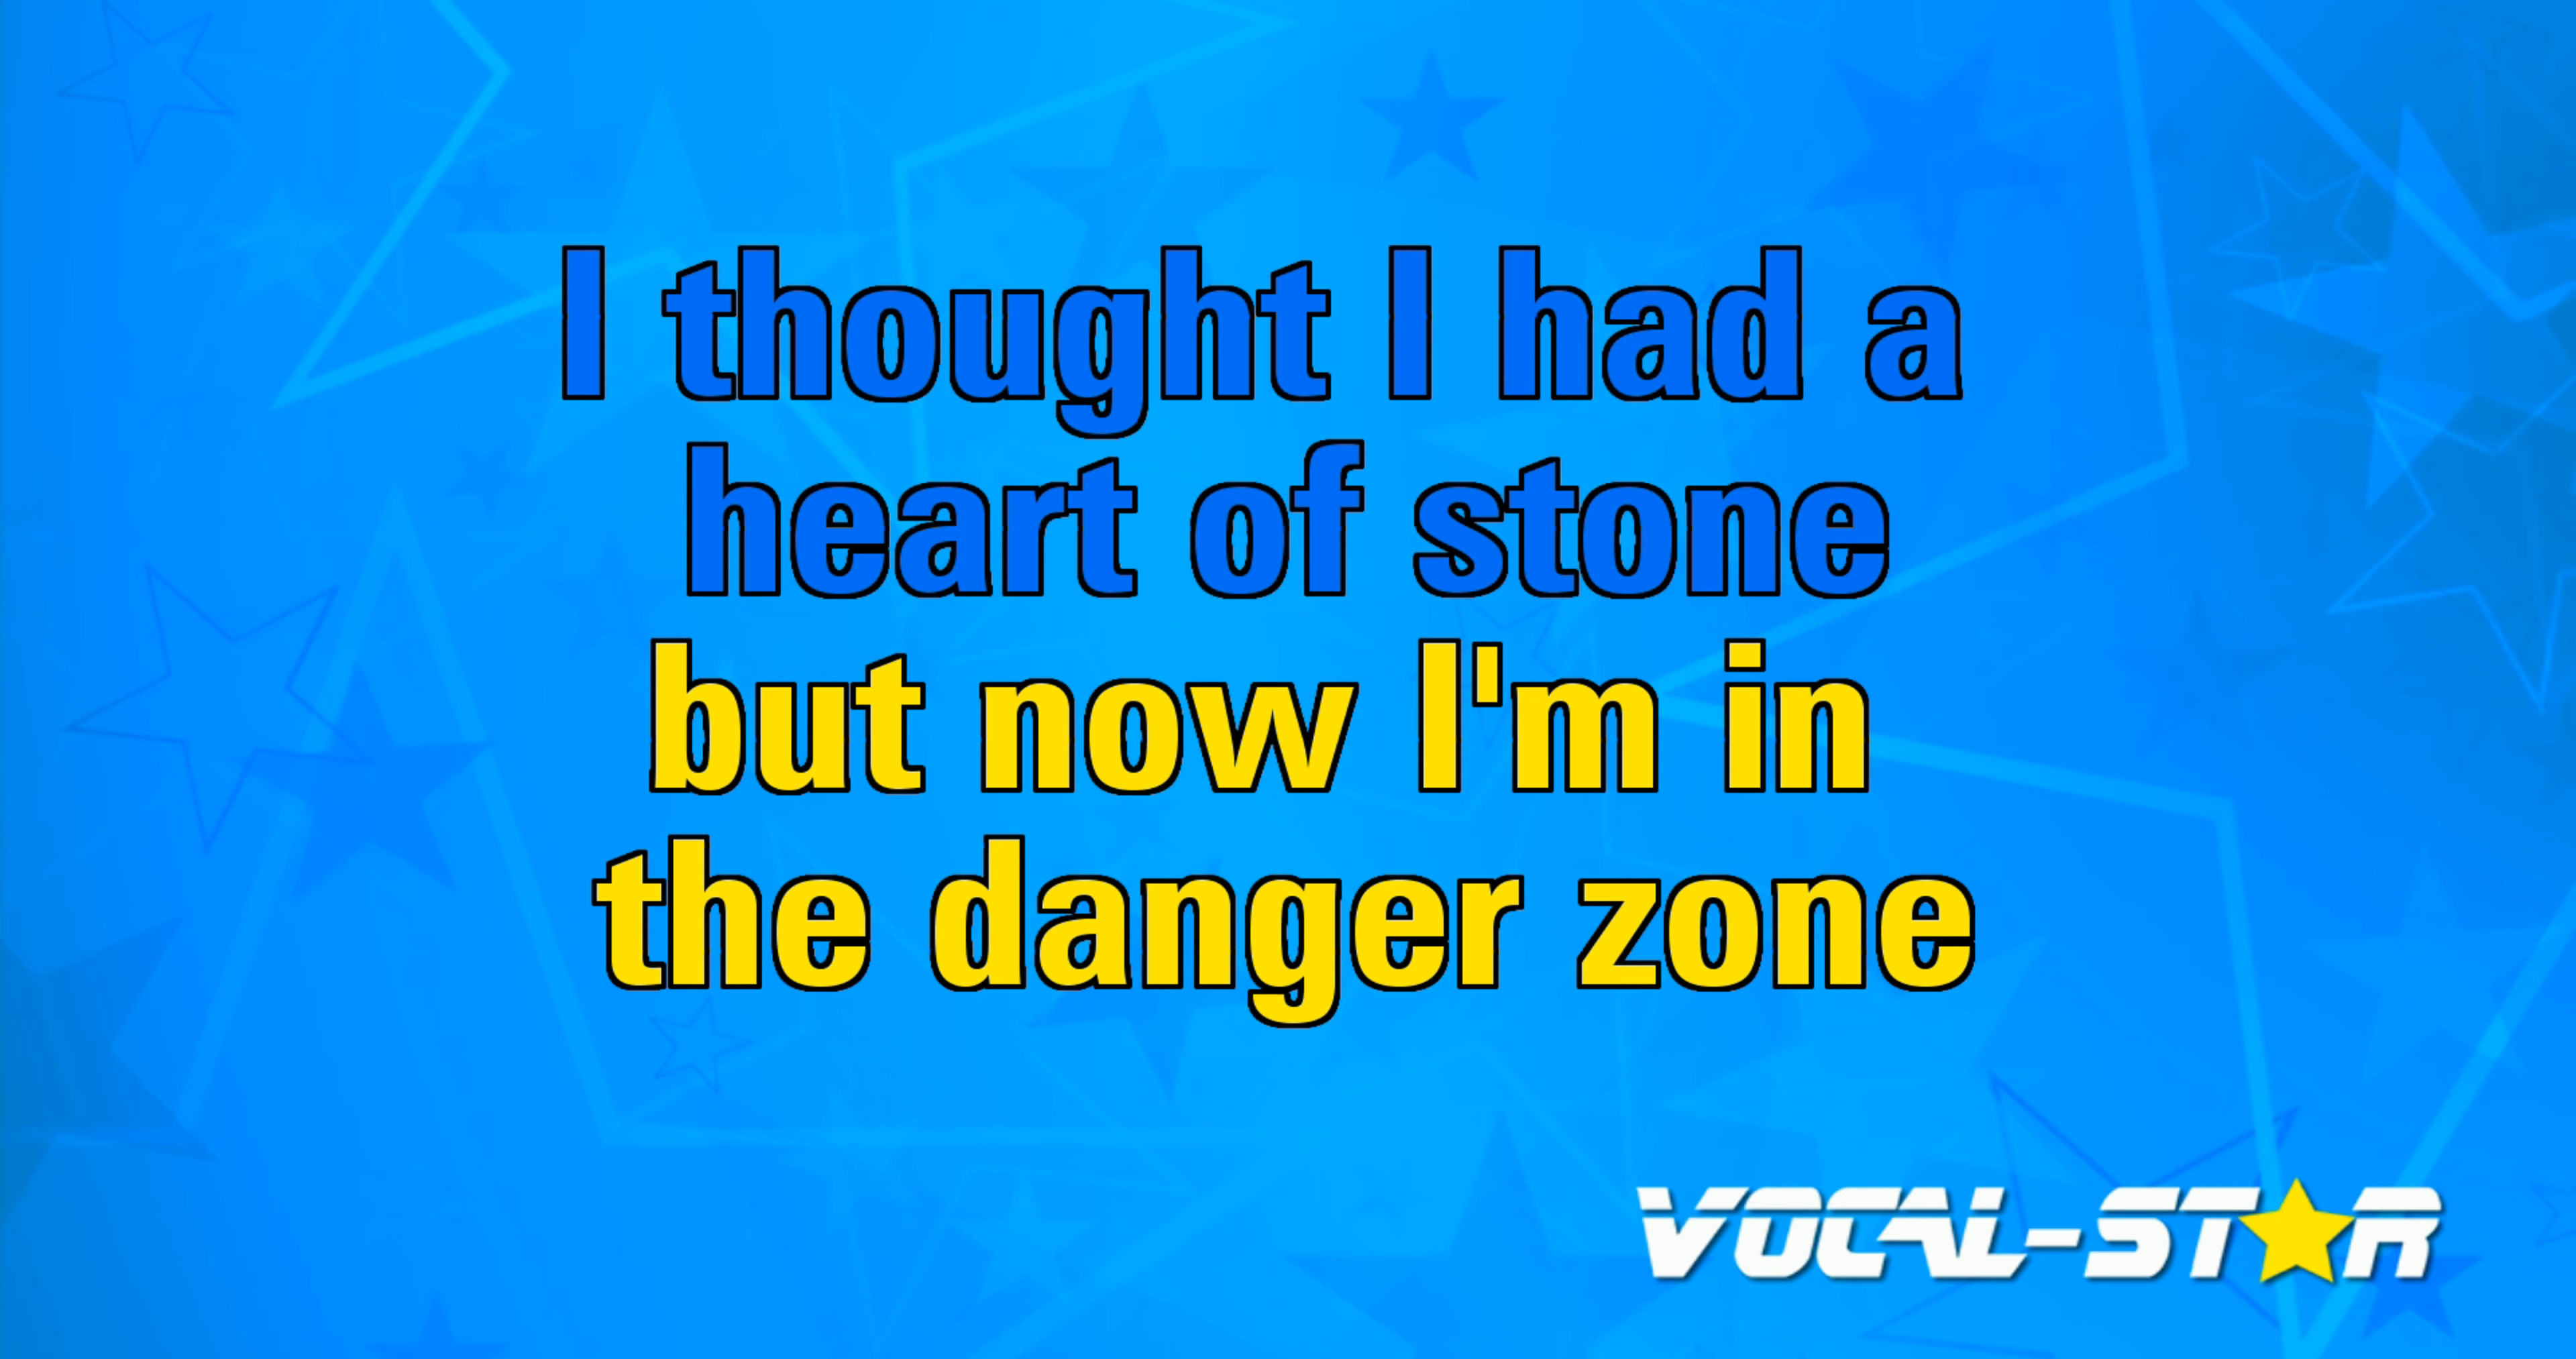 I thought I had a
heart of stone
but now I'm in
the danger zone
VOCAL-STAR